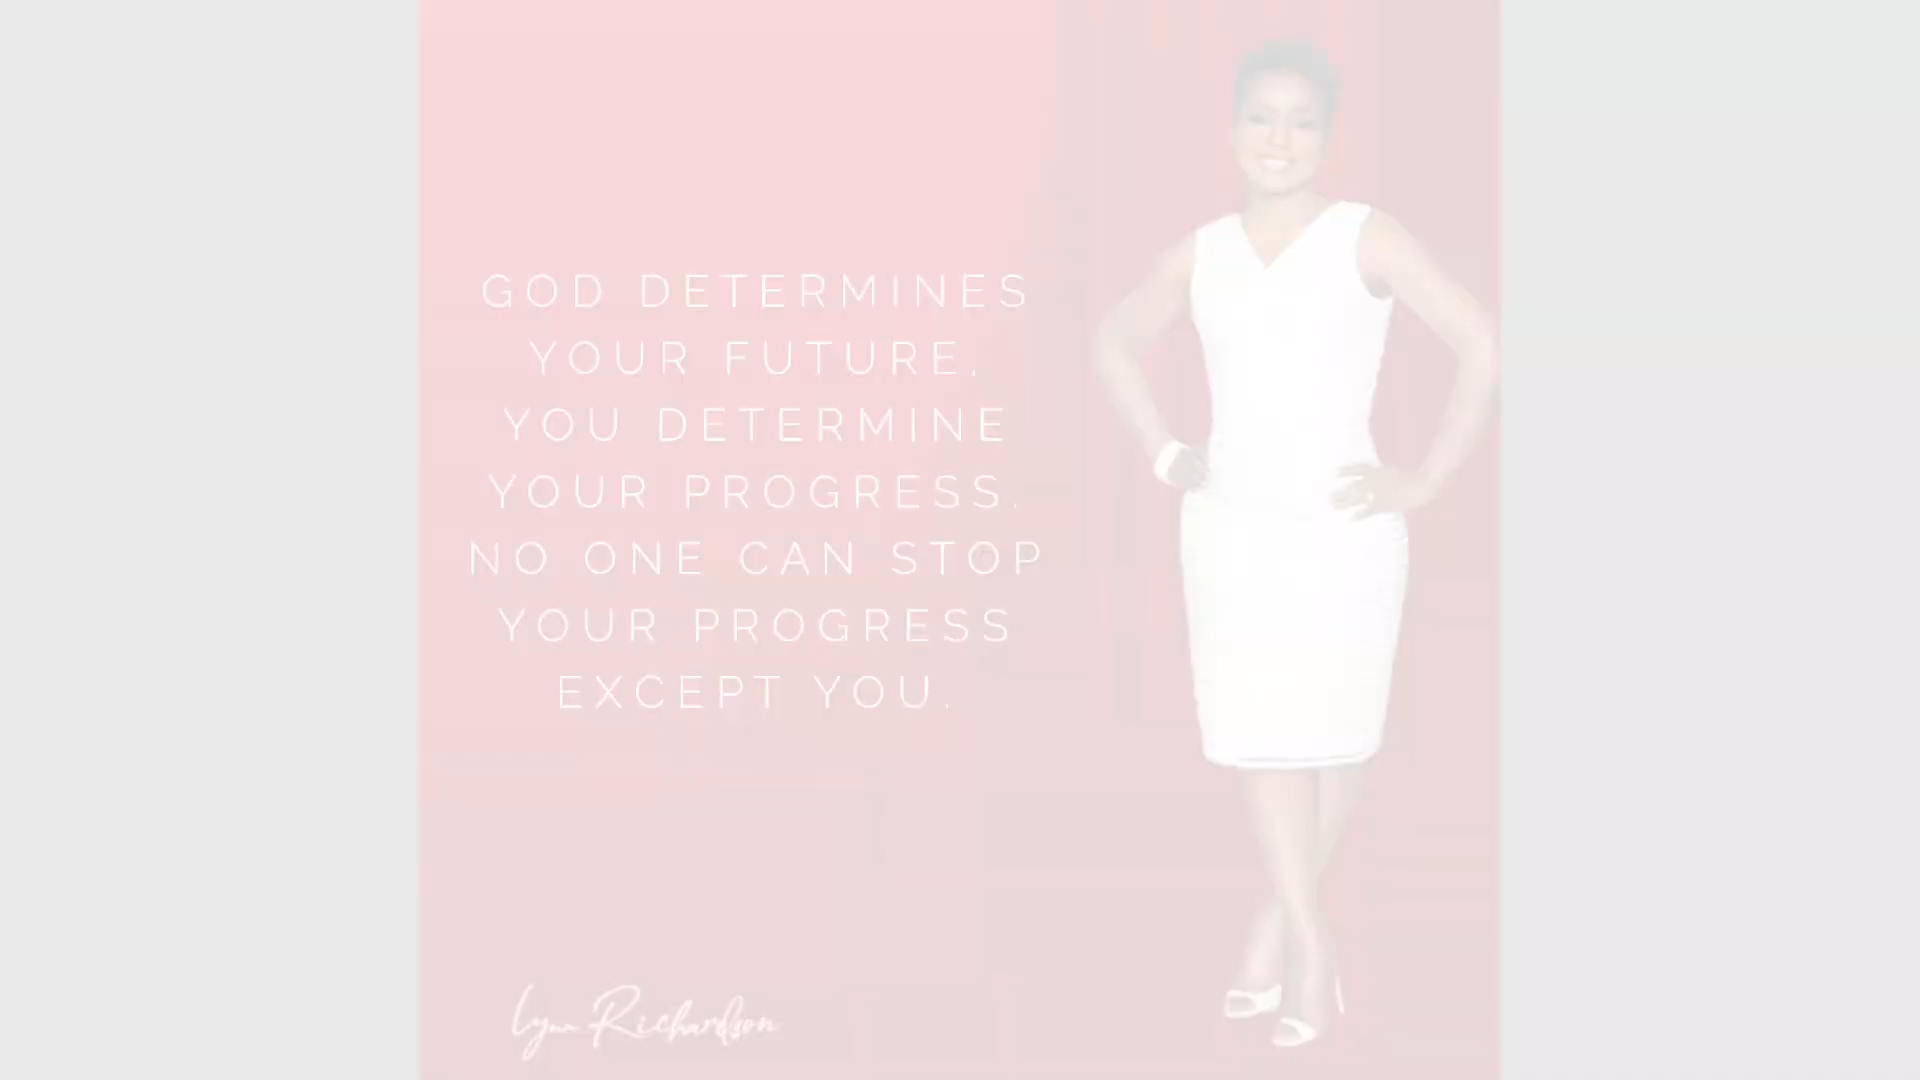 GOD DETERMINES
YOUR FUTURE,
YOU DETERMINE
YOUR PROGRESS.
NO ONE CAN STOP
YOUR PROGRESS
EXCEPT YOU.
Lynn Richardson